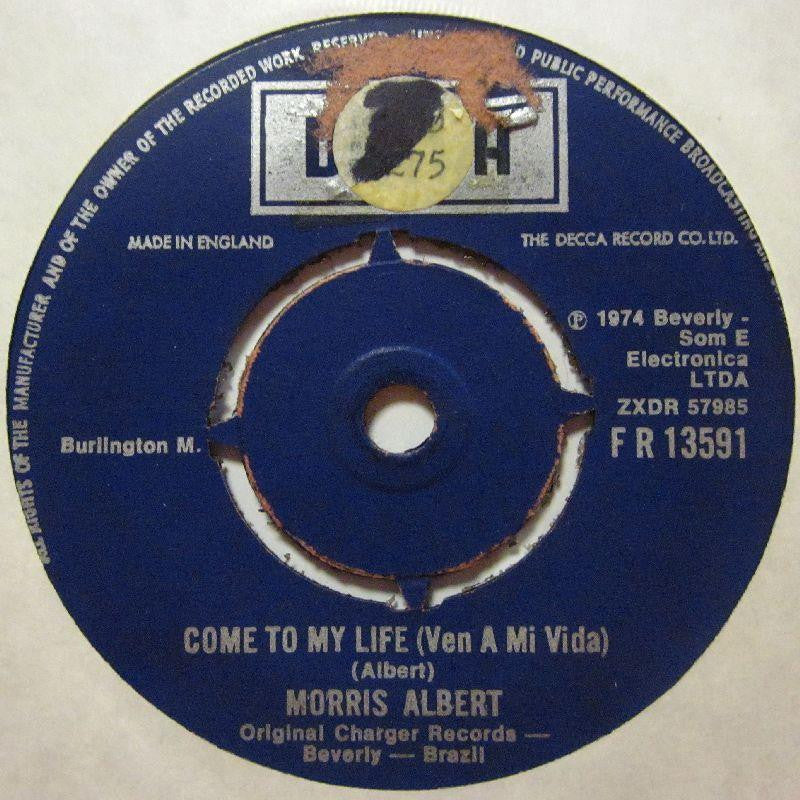 ALL RIGHTS OF THE MANUFACTURER AND OF THE OWNER OF THE RECORDED WORK RESERVED PUBLIC PERFORMANCE BROADCASTING
D H
275
MADE IN ENGLAND
THE DECCA RECORD CO. LTD.
℗ 1974 Beverly -
Som E
Electronica
LTDA
ZXDR 57985
Burlington M.
F R 13591
COME TO MY LIFE (Ven A Mi Vida)
(Albert)
MORRIS ALBERT
Original Charger Records —
Beverly — Brazil